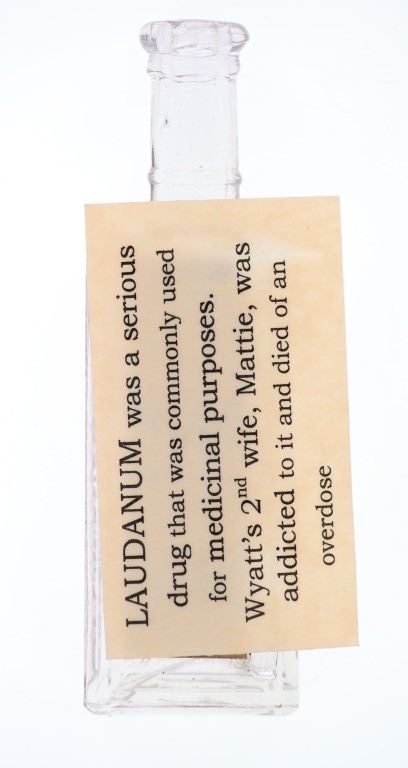 LAUDANUM was a serious
drug that was commonly used
for medicinal purposes.
Wyatt's 2nd wife, Mattie, was
addicted to it and died of an
overdose